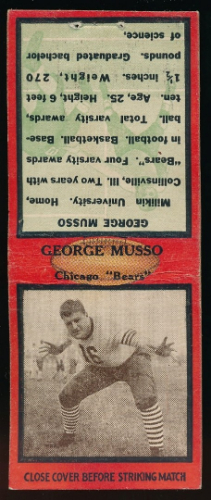 GEORGE MUSSO
Millikin University, Home,
Collinsville, Ill. Two years with
"Bears". Four varsity awards
in football. Basketball. Base-
ball. Total varsity awards,
ten. Age, 25, Height, 6 feet
1½ inches. Weight, 270
pounds. Graduated bachelor
of science.
GEORGE MUSSO
Chicago "Bears"
16
CLOSE COVER BEFORE STRIKING MATCH